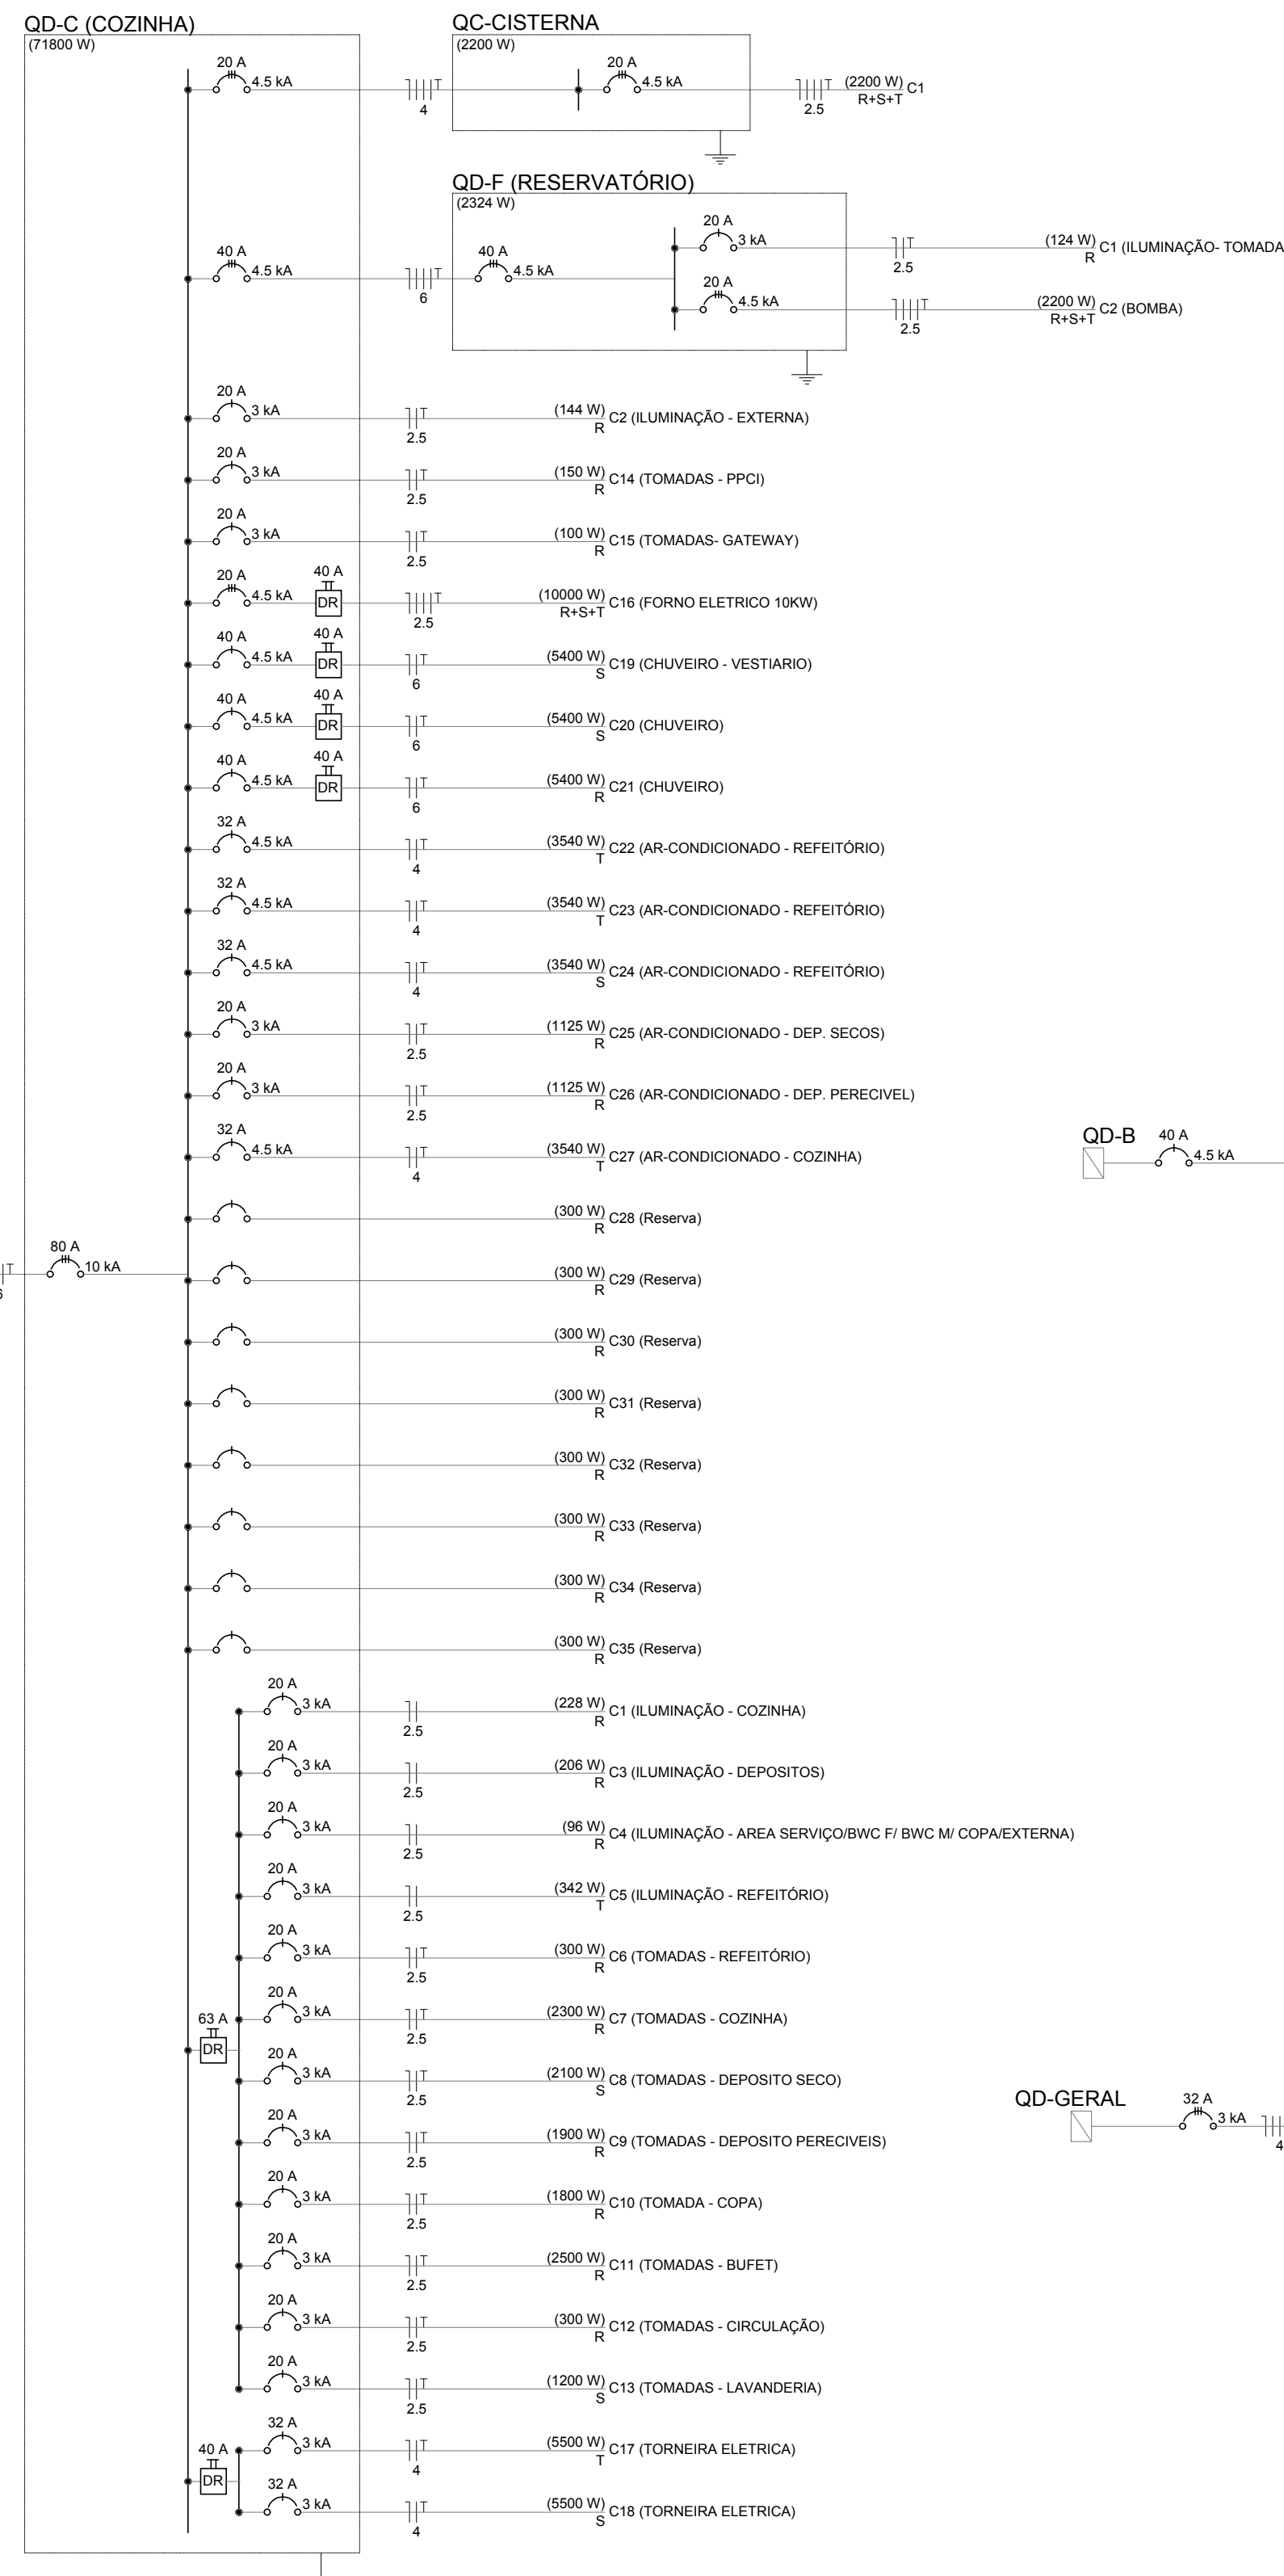 QD-C (COZINHA)
(71800 W)
20 A
4.5 kA
4
QC-CISTERNA
(2200 W)
20 A
4.5 kA
T
2.5
(2200 W)
R+S+T
C1
QD-F (RESERVATÓRIO)
(2324 W)
40 A
4.5 kA
T
6
40 A
4.5 kA
20 A
3 kA
T
2.5
(124 W)
R
C1 (ILUMINAÇÃO- TOMADA
20 A
4.5 kA
T
2.5
(2200 W)
R+S+T
C2 (BOMBA)
20 A
3 kA
T
2.5
(144 W)
R
C2 (ILUMINAÇÃO - EXTERNA)
20 A
3 kA
T
2.5
(150 W)
R
C14 (TOMADAS - PPCI)
20 A
3 kA
T
2.5
(100 W)
R
C15 (TOMADAS- GATEWAY)
20 A
4.5 kA
40 A
DR
T
2.5
(10000 W)
R+S+T
C16 (FORNO ELETRICO 10KW)
40 A
4.5 kA
40 A
DR
T
6
(5400 W)
S
C19 (CHUVEIRO - VESTIARIO)
40 A
4.5 kA
40 A
DR
T
6
(5400 W)
S
C20 (CHUVEIRO)
40 A
4.5 kA
40 A
DR
T
6
(5400 W)
R
C21 (CHUVEIRO)
32 A
4.5 kA
T
4
(3540 W)
T
C22 (AR-CONDICIONADO - REFEITÓRIO)
32 A
4.5 kA
T
4
(3540 W)
T
C23 (AR-CONDICIONADO - REFEITÓRIO)
32 A
4.5 kA
T
4
(3540 W)
S
C24 (AR-CONDICIONADO - REFEITÓRIO)
20 A
3 kA
T
2.5
(1125 W)
R
C25 (AR-CONDICIONADO - DEP. SECOS)
20 A
3 kA
T
2.5
(1125 W)
R
C26 (AR-CONDICIONADO - DEP. PERECIVEL)
32 A
4.5 kA
T
4
(3540 W)
T
C27 (AR-CONDICIONADO - COZINHA)
QD-B
40 A
4.5 kA
(300 W)
R
C28 (Reserva)
80 A
10 kA
T
(300 W)
R
C29 (Reserva)
(300 W)
R
C30 (Reserva)
(300 W)
R
C31 (Reserva)
(300 W)
R
C32 (Reserva)
(300 W)
R
C33 (Reserva)
(300 W)
R
C34 (Reserva)
(300 W)
R
C35 (Reserva)
20 A
3 kA
2.5
(228 W)
R
C1 (ILUMINAÇÃO - COZINHA)
20 A
3 kA
2.5
(206 W)
R
C3 (ILUMINAÇÃO - DEPOSITOS)
20 A
3 kA
2.5
(96 W)
R
C4 (ILUMINAÇÃO - AREA SERVIÇO/BWC F/ BWC M/ COPA/EXTERNA)
20 A
3 kA
2.5
(342 W)
T
C5 (ILUMINAÇÃO - REFEITÓRIO)
20 A
3 kA
T
2.5
(300 W)
R
C6 (TOMADAS - REFEITÓRIO)
20 A
3 kA
T
2.5
(2300 W)
R
C7 (TOMADAS - COZINHA)
63 A
DR
20 A
3 kA
T
2.5
(2100 W)
S
C8 (TOMADAS - DEPOSITO SECO)
QD-GERAL
32 A
3 kA
4
20 A
3 kA
T
2.5
(1900 W)
R
C9 (TOMADAS - DEPOSITO PERECIVEIS)
20 A
3 kA
T
2.5
(1800 W)
R
C10 (TOMADA - COPA)
20 A
3 kA
T
2.5
(2500 W)
R
C11 (TOMADAS - BUFET)
20 A
3 kA
T
2.5
(300 W)
R
C12 (TOMADAS - CIRCULAÇÃO)
20 A
3 kA
T
2.5
(1200 W)
S
C13 (TOMADAS - LAVANDERIA)
40 A
DR
32 A
3 kA
T
4
(5500 W)
T
C17 (TORNEIRA ELETRICA)
32 A
3 kA
T
4
(5500 W)
S
C18 (TORNEIRA ELETRICA)